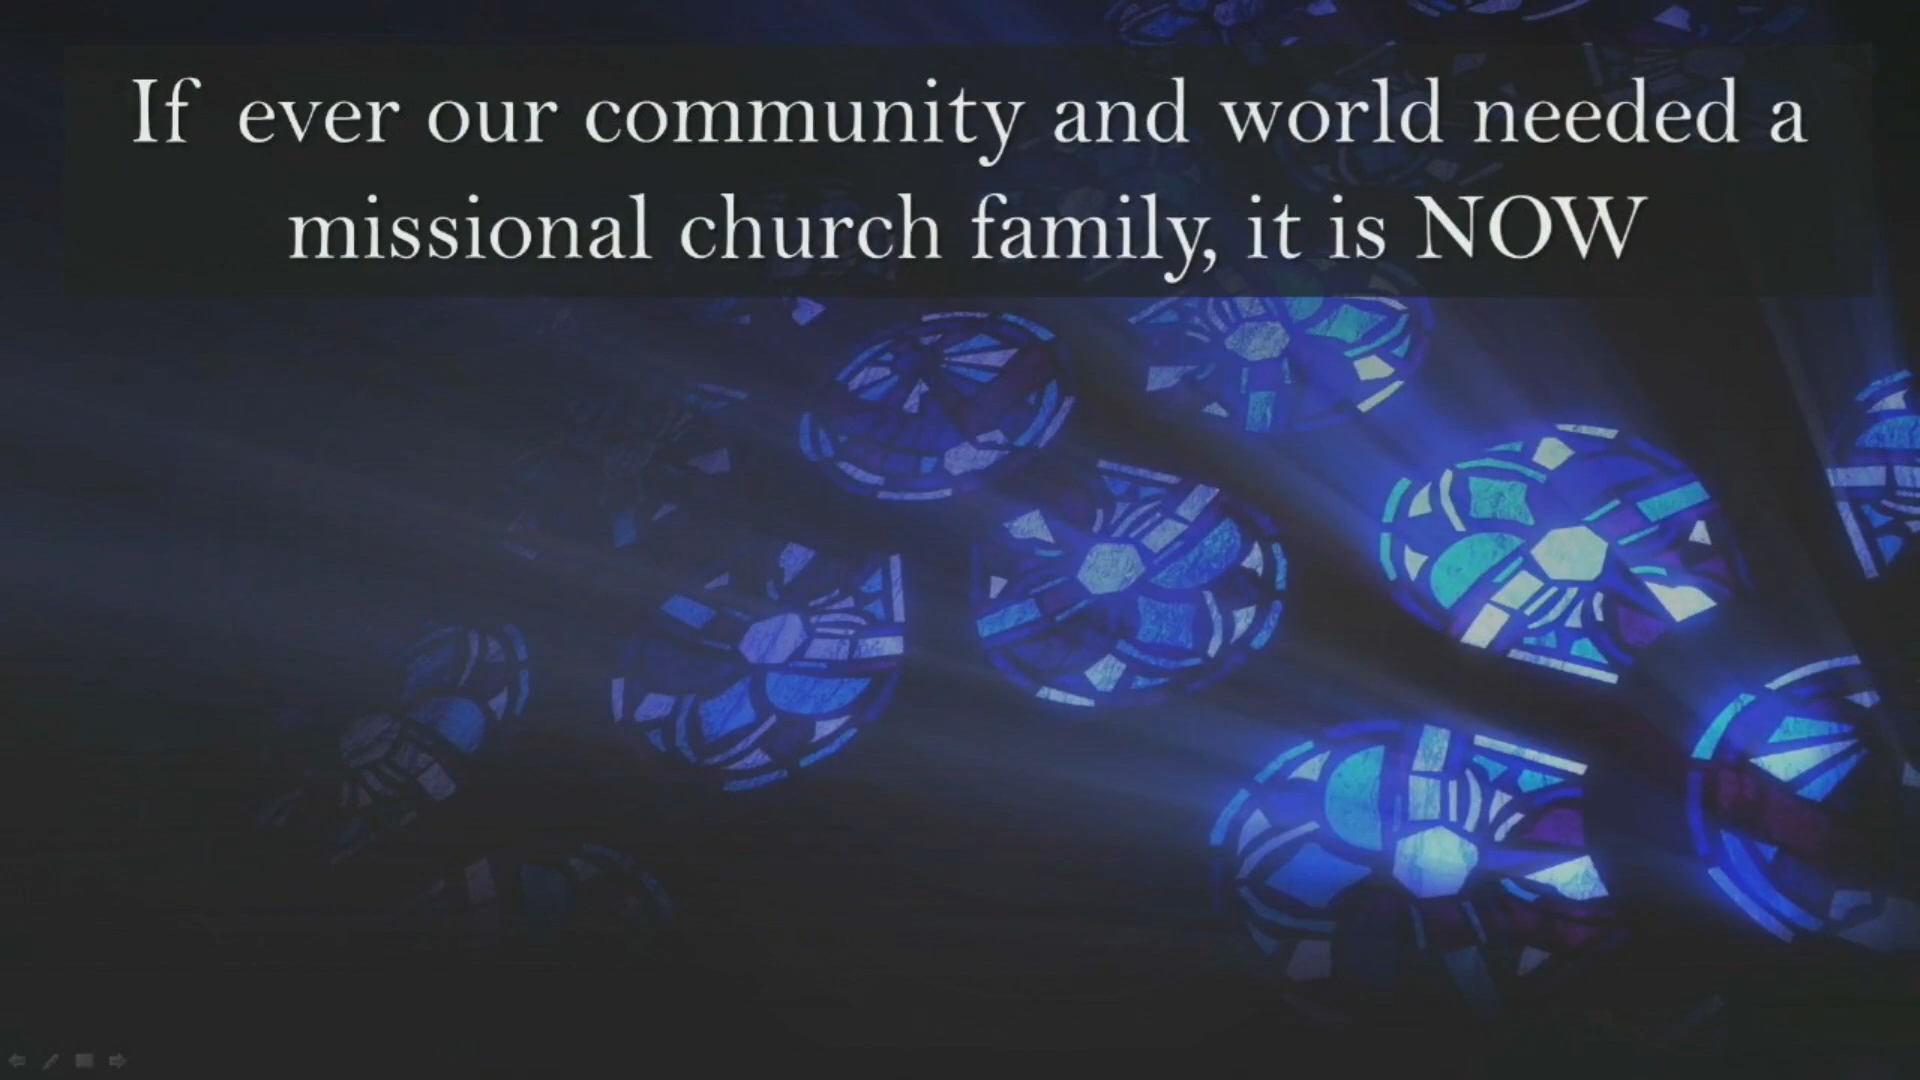 If ever our community and world needed a
missional church family, it is NOW